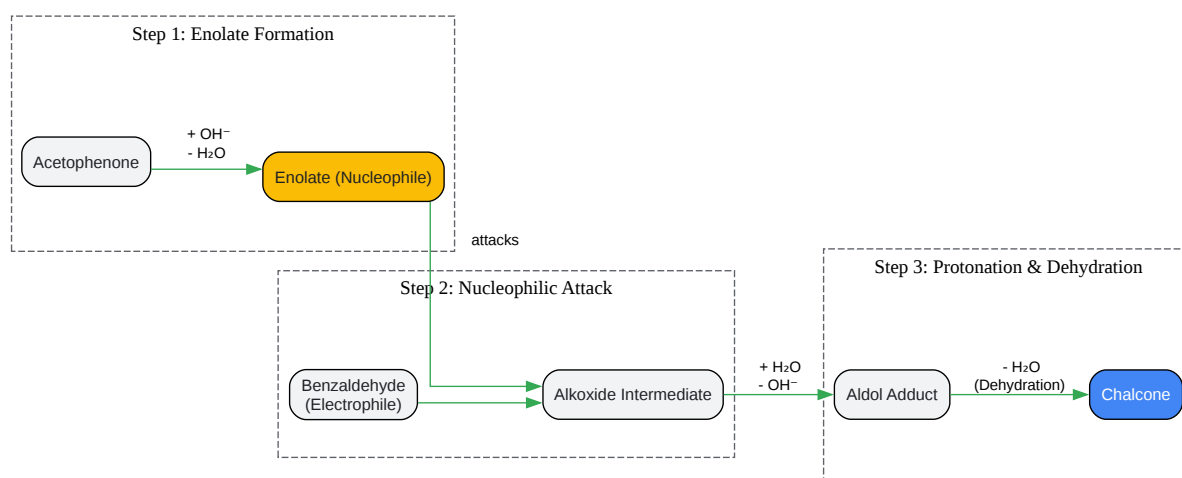 Step 1: Enolate Formation
+ OH⁻
- H₂O
Acetophenone
Enolate (Nucleophile)
attacks
Step 2: Nucleophilic Attack
Benzaldehyde
(Electrophile)
Alkoxide Intermediate
+ H₂O
- OH⁻
Step 3: Protonation & Dehydration
Aldol Adduct
- H₂O
(Dehydration)
Chalcone